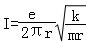 I=e/2πr √k/mr